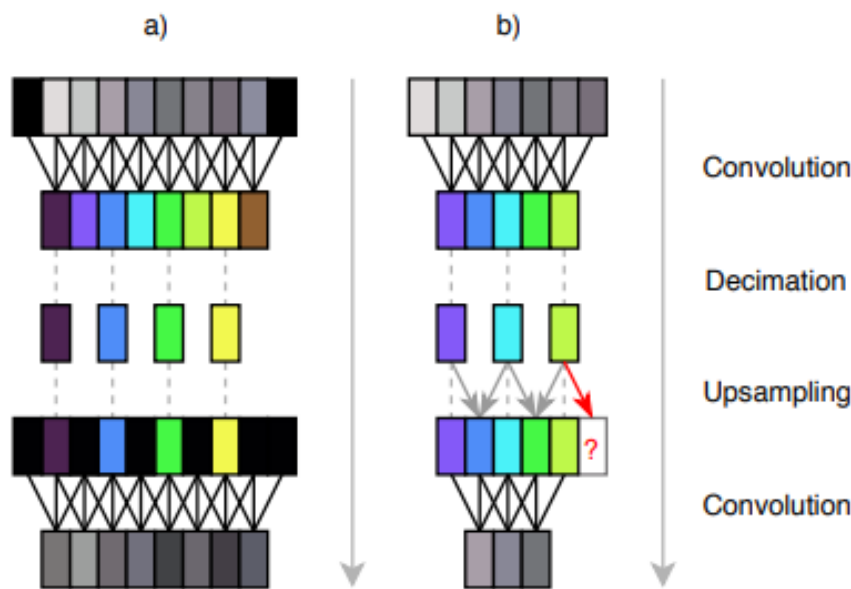 a)
b)
Convolution
Decimation
Upsampling
?
Convolution